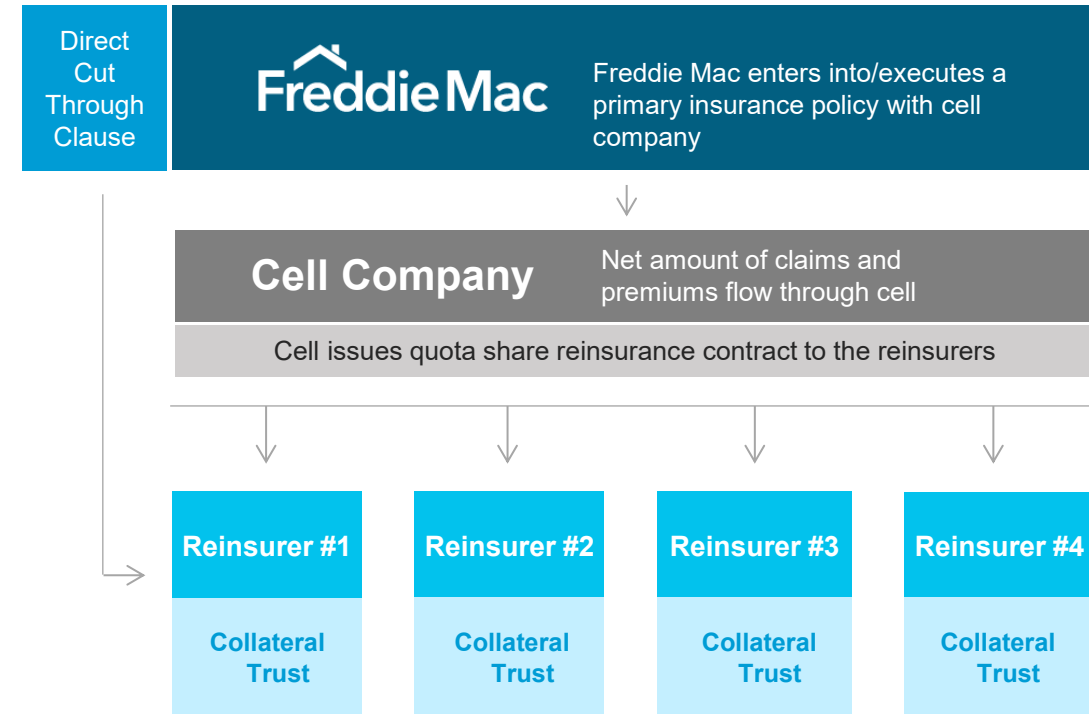 Direct
Cut
Through
Clause
Freddie Mac
Freddie Mac enters into/executes a
primary insurance policy with cell
company
Cell Company
Net amount of claims and
premiums flow through cell
Cell issues quota share reinsurance contract to the reinsurers
Reinsurer #1
Reinsurer #2
Reinsurer #3
Reinsurer #4
Collateral
Trust
Collateral
Trust
Collateral
Trust
Collateral
Trust